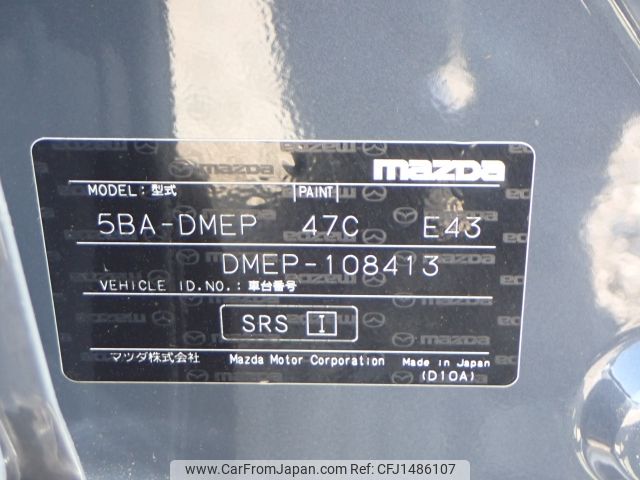 mazda
MODEL：型式 PAINT
5BA-DMEP 47C E43
DMEP-108413
VEHICLE ID.NO.：車台番号
SRS I
マツダ株式会社 Mazda Motor Corporation Made in Japan
(D10A)
www.CarFromJapan.com | Ref No. CFJ1486107